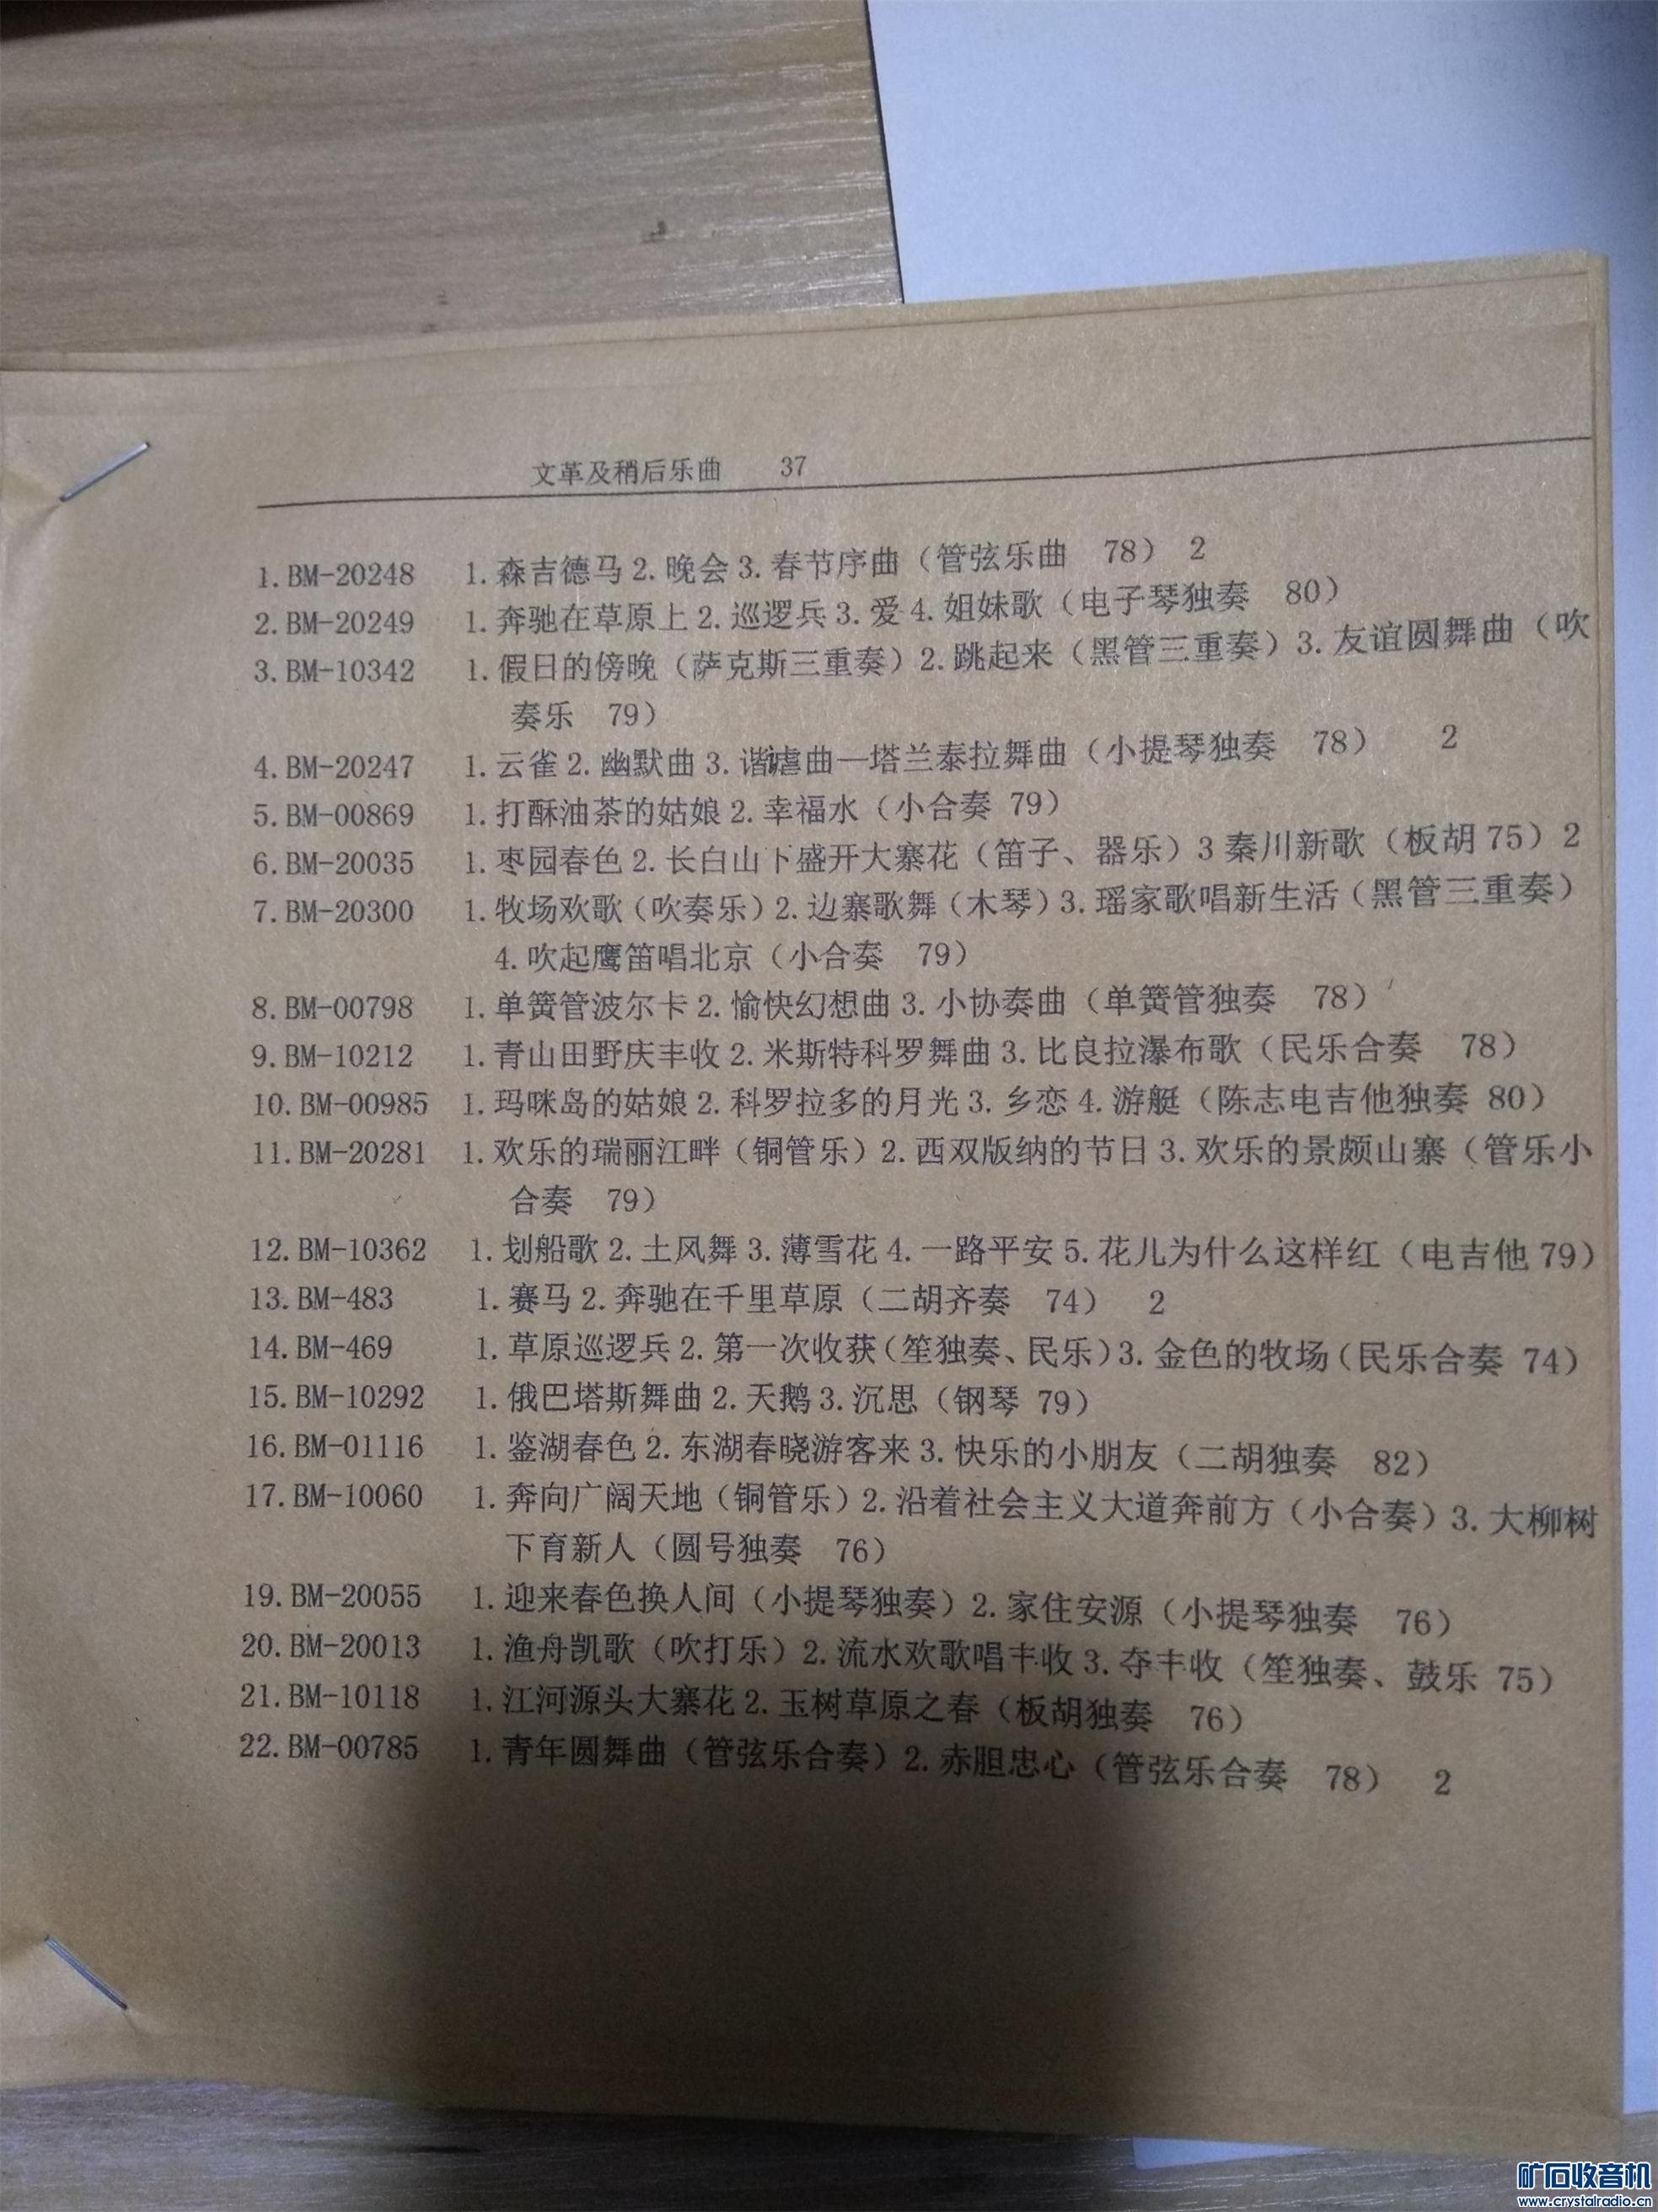 文革及稍后乐曲 37
1.BM-20248 1.森吉德马2.晚会3.春节序曲（管弦乐曲 78） 2
2.BM-20249 1.奔驰在草原上2.巡逻兵3.爱4.姐妹歌（电子琴独奏 80）
3.BM-10342 1.假日的傍晚（萨克斯三重奏）2.跳起来（黑管三重奏）3.友谊圆舞曲（吹
奏乐 79）
4.BM-20247 1.云雀2.幽默曲3.谐谑曲—塔兰泰拉舞曲（小提琴独奏 78） 2
5.BM-00869 1.打酥油茶的姑娘2.幸福水（小合奏 79）
6.BM-20035 1.枣园春色2.长白山下盛开大寨花（笛子、器乐）3秦川新歌（板胡75）2
7.BM-20300 1.牧场欢歌（吹奏乐）2.边寨歌舞（木琴）3.瑶家歌唱新生活（黑管三重奏）
4.吹起鹰笛唱北京（小合奏 79）
8.BM-00798 1.单簧管波尔卡2.愉快幻想曲3.小协奏曲（单簧管独奏 78）
9.BM-10212 1.青山田野庆丰收2.米斯特科罗舞曲3.比良拉瀑布歌（民乐合奏 78）
10.BM-00985 1.玛咪岛的姑娘2.科罗拉多的月光3.乡恋4.游艇（陈志电吉他独奏 80）
11.BM-20281 1.欢乐的瑞丽江畔（铜管乐）2.西双版纳的节日3.欢乐的景颇山寨（管乐小
合奏 79）
12.BM-10362 1.划船歌2.土风舞3.薄雪花4.一路平安5.花儿为什么这样红（电吉他79）
13.BM-483 1.赛马2.奔驰在千里草原（二胡齐奏 74） 2
14.BM-469 1.草原巡逻兵2.第一次收获（笙独奏、民乐）3.金色的牧场（民乐合奏 74）
15.BM-10292 1.俄巴塔斯舞曲2.天鹅3.沉思（钢琴 79）
16.BM-01116 1.鉴湖春色2.东湖春晓游客来3.快乐的小朋友（二胡独奏 82）
17.BM-10060 1.奔向广阔天地（铜管乐）2.沿着社会主义大道奔前方（小合奏）3.大柳树
下育新人（圆号独奏 76）
19.BM-20055 1.迎来春色换人间（小提琴独奏）2.家住安源（小提琴独奏 76）
20.BM-20013 1.渔舟凯歌（吹打乐）2.流水欢歌唱丰收3.夺丰收（笙独奏、鼓乐 75）
21.BM-10118 1.江河源头大寨花2.玉树草原之春（板胡独奏 76）
22.BM-00785 1.青年圆舞曲（管弦乐合奏）2.赤胆忠心（管弦乐合奏 78） 2
矿石收音机
www.crystalradio.cn